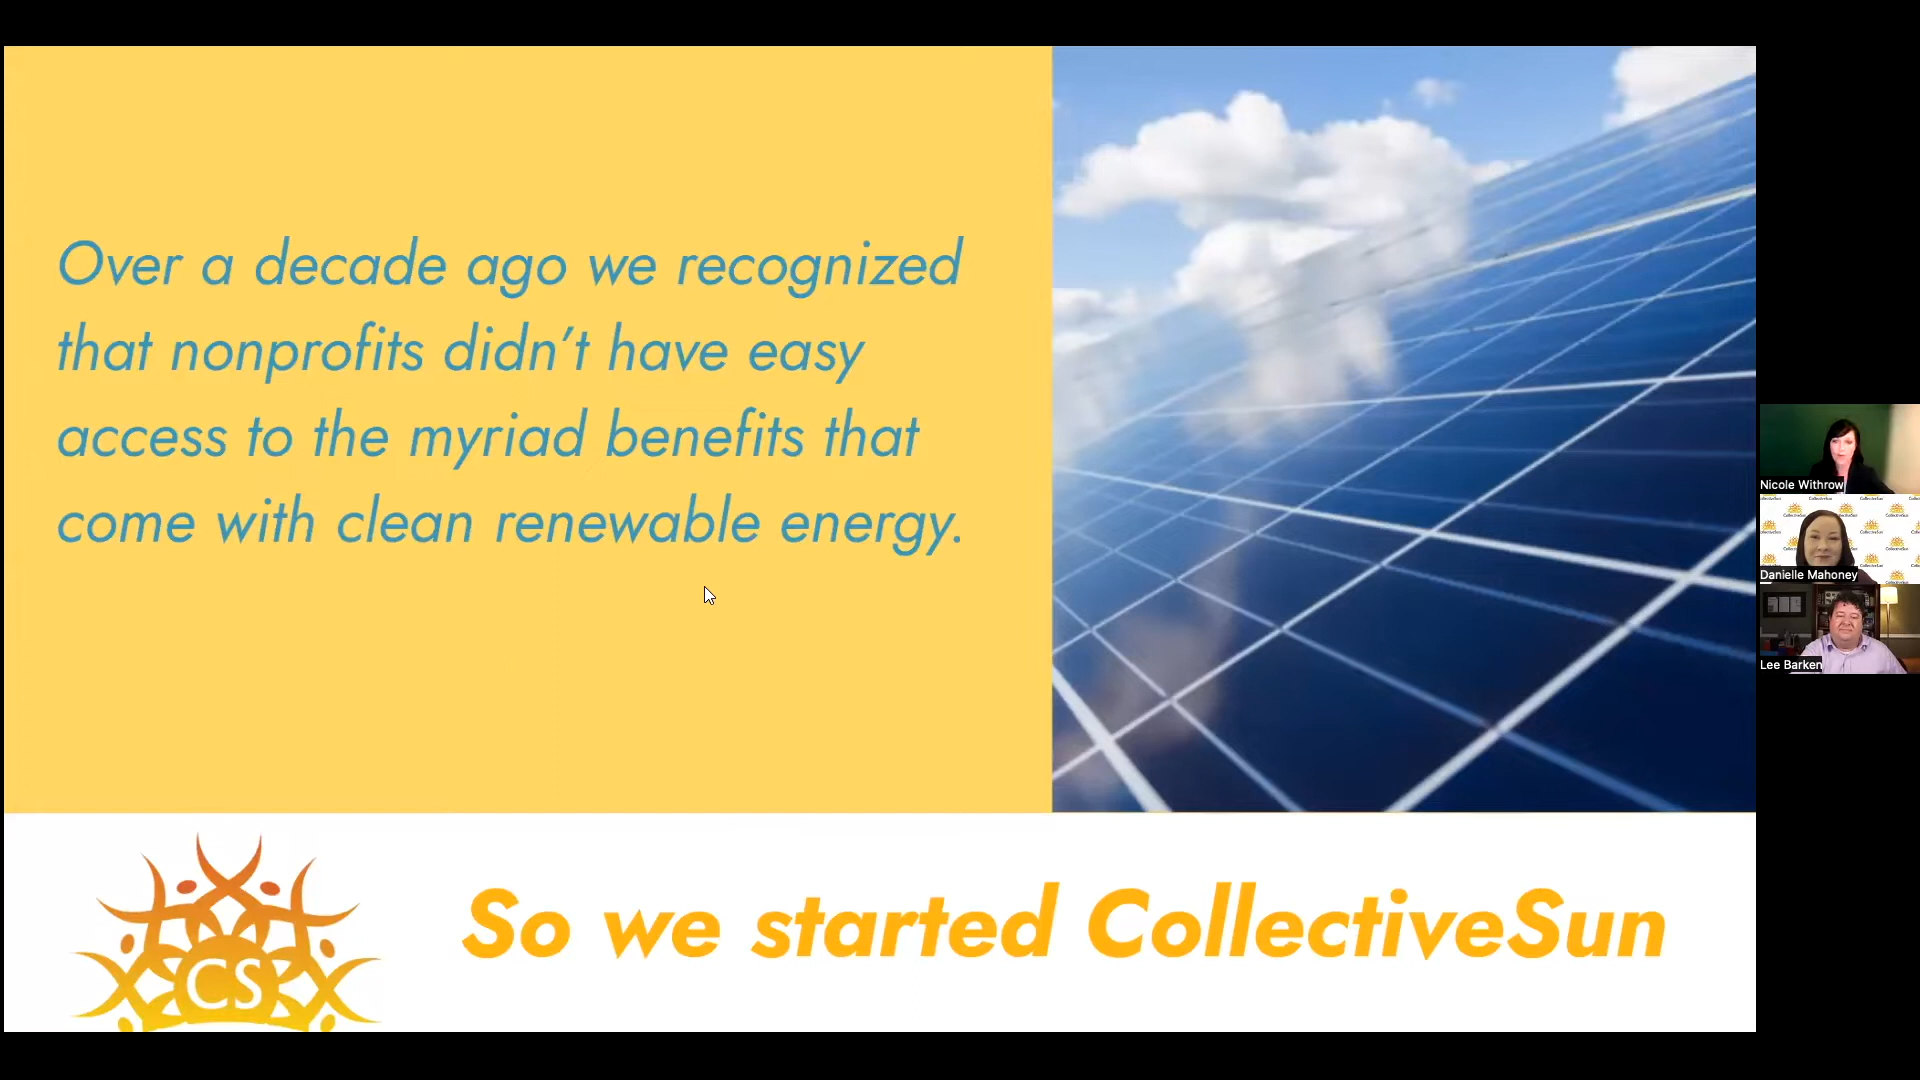 Over a decade ago we recognized
that nonprofits didn’t have easy
access to the myriad benefits that
come with clean renewable energy.
CS
So we started CollectiveSun
Nicole Withrow
Danielle Mahoney
Lee Barken